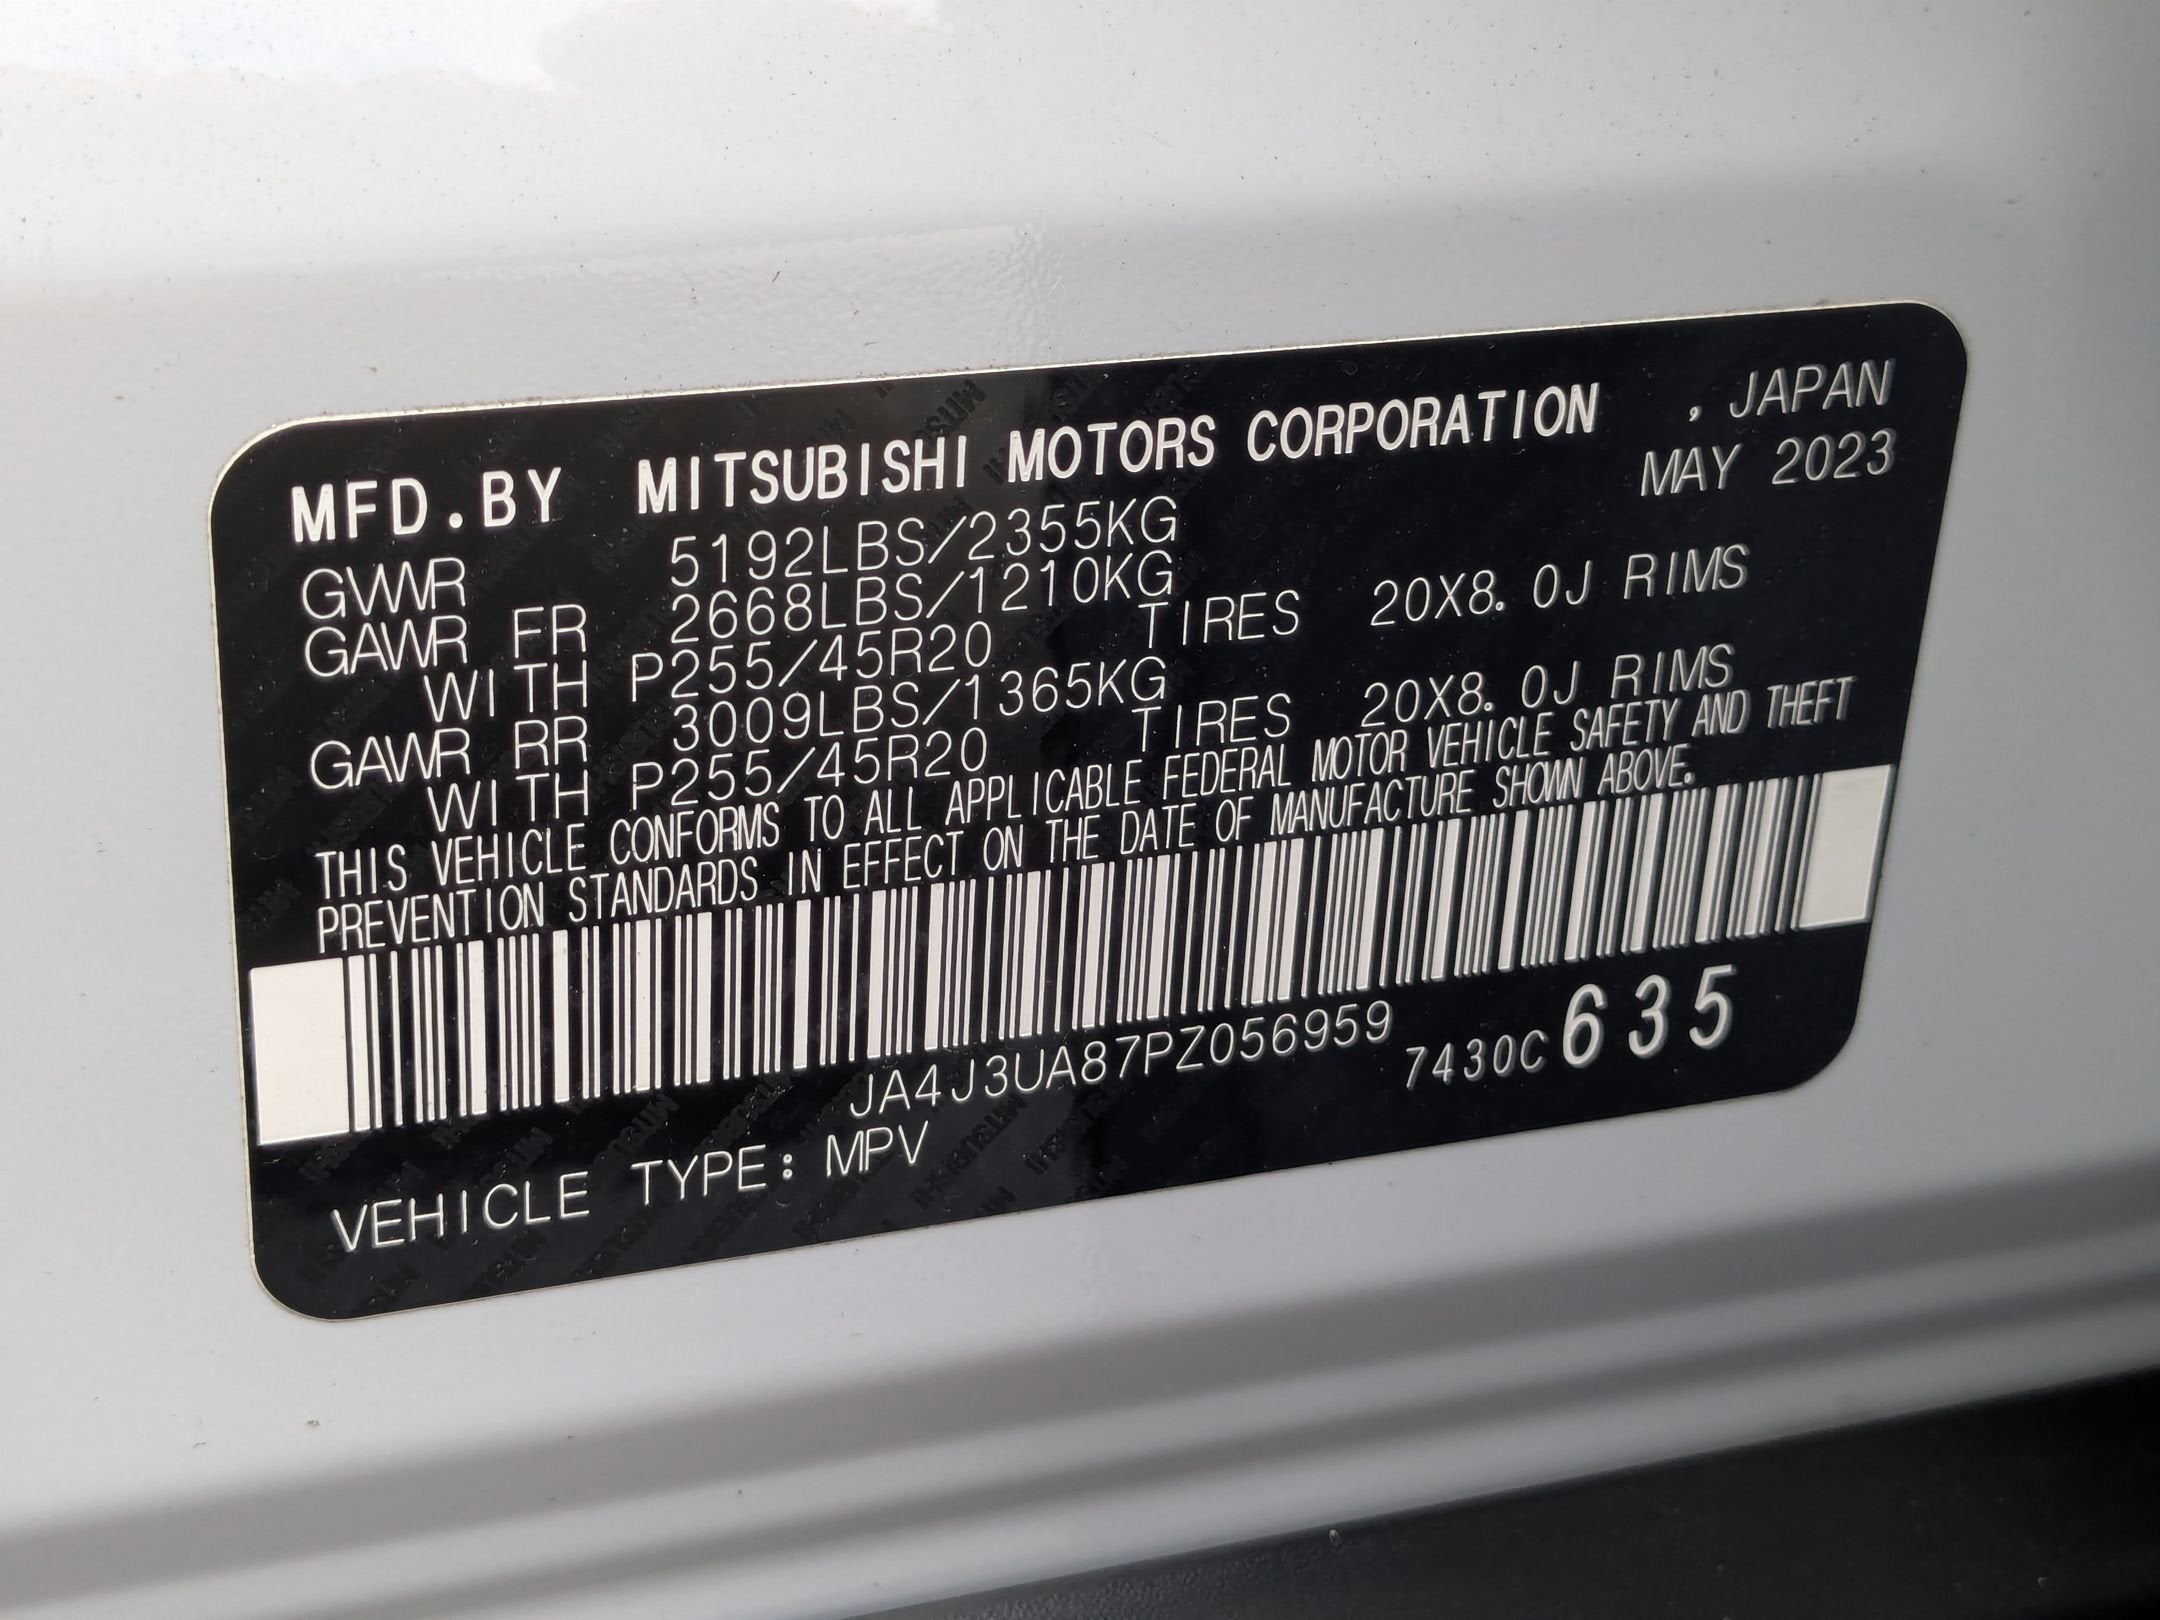 MFD.BY MITSUBISHI MOTORS CORPORATION , JAPAN
MAY 2023
GVWR 5192LBS/2355KG
GAWR FR 2668LBS/1210KG
WITH P255/45R20 TIRES 20X8.0J RIMS
GAWR RR 3009LBS/1365KG
WITH P255/45R20 TIRES 20X8.0J RIMS
THIS VEHICLE CONFORMS TO ALL APPLICABLE FEDERAL MOTOR VEHICLE SAFETY AND THEFT
PREVENTION STANDARDS IN EFFECT ON THE DATE OF MANUFACTURE SHOWN ABOVE.
JA4J3UA87PZ056959 7430C635
VEHICLE TYPE: MPV